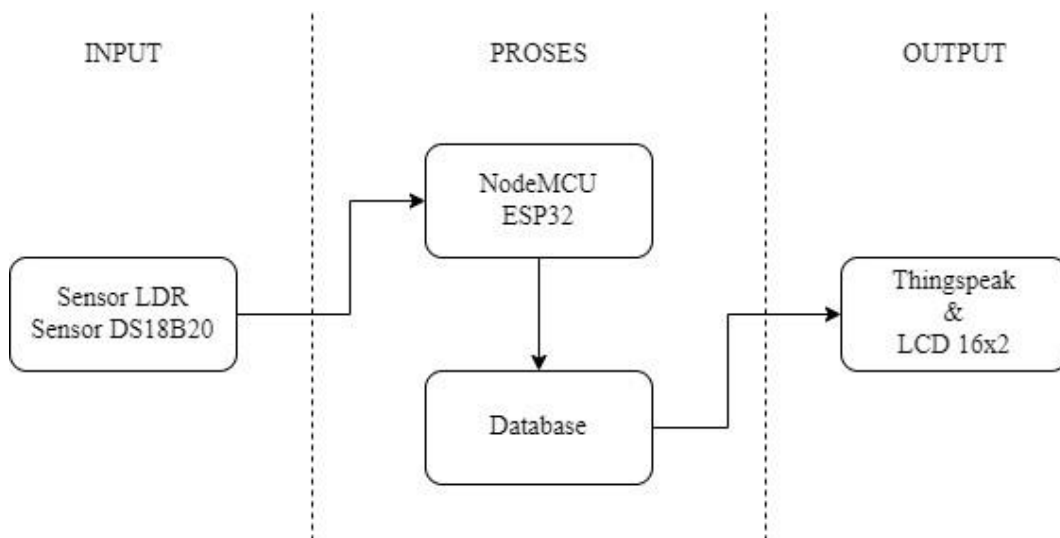 INPUT
PROSES
OUTPUT
Sensor LDR
Sensor DS18B20
NodeMCU
ESP32
Database
Thingspeak
&
LCD 16x2